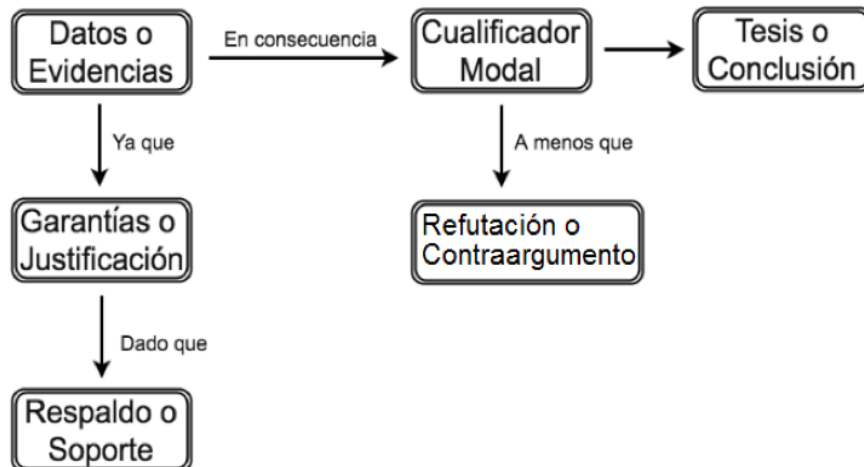 Datos o
Evidencias
En consecuencia
Cualificador
Modal
Tesis o
Conclusión
Ya que
A menos que
Garantías o
Justificación
Refutación o
Contraargumento
Dado que
Respaldo o
Soporte